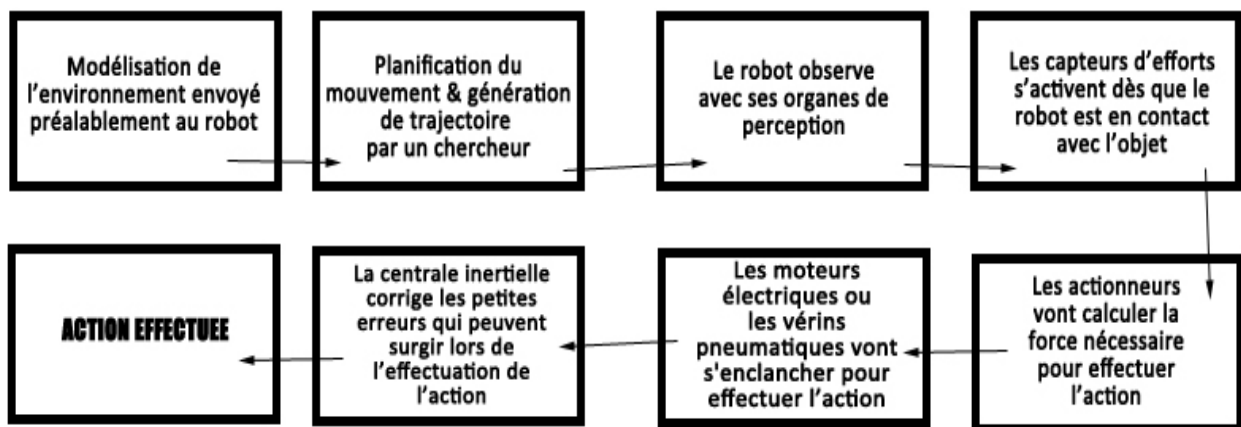 Modélisation de
l'environnement envoyé
préalablement au robot
Planification du
mouvement & génération
de trajectoire
par un chercheur
Le robot observe
avec ses organes de
perception
Les capteurs d'efforts
s'activent dès que le
robot est en contact
avec l'objet
Les actionneurs
vont calculer la
force nécessaire
pour effectuer
l'action
Les moteurs
électriques ou
les vérins
pneumatiques vont
s'enclancher pour
effectuer l'action
La centrale inertielle
corrige les petites
erreurs qui peuvent
surgir lors de
l'effectuation de
l'action
ACTION EFFECTUEE